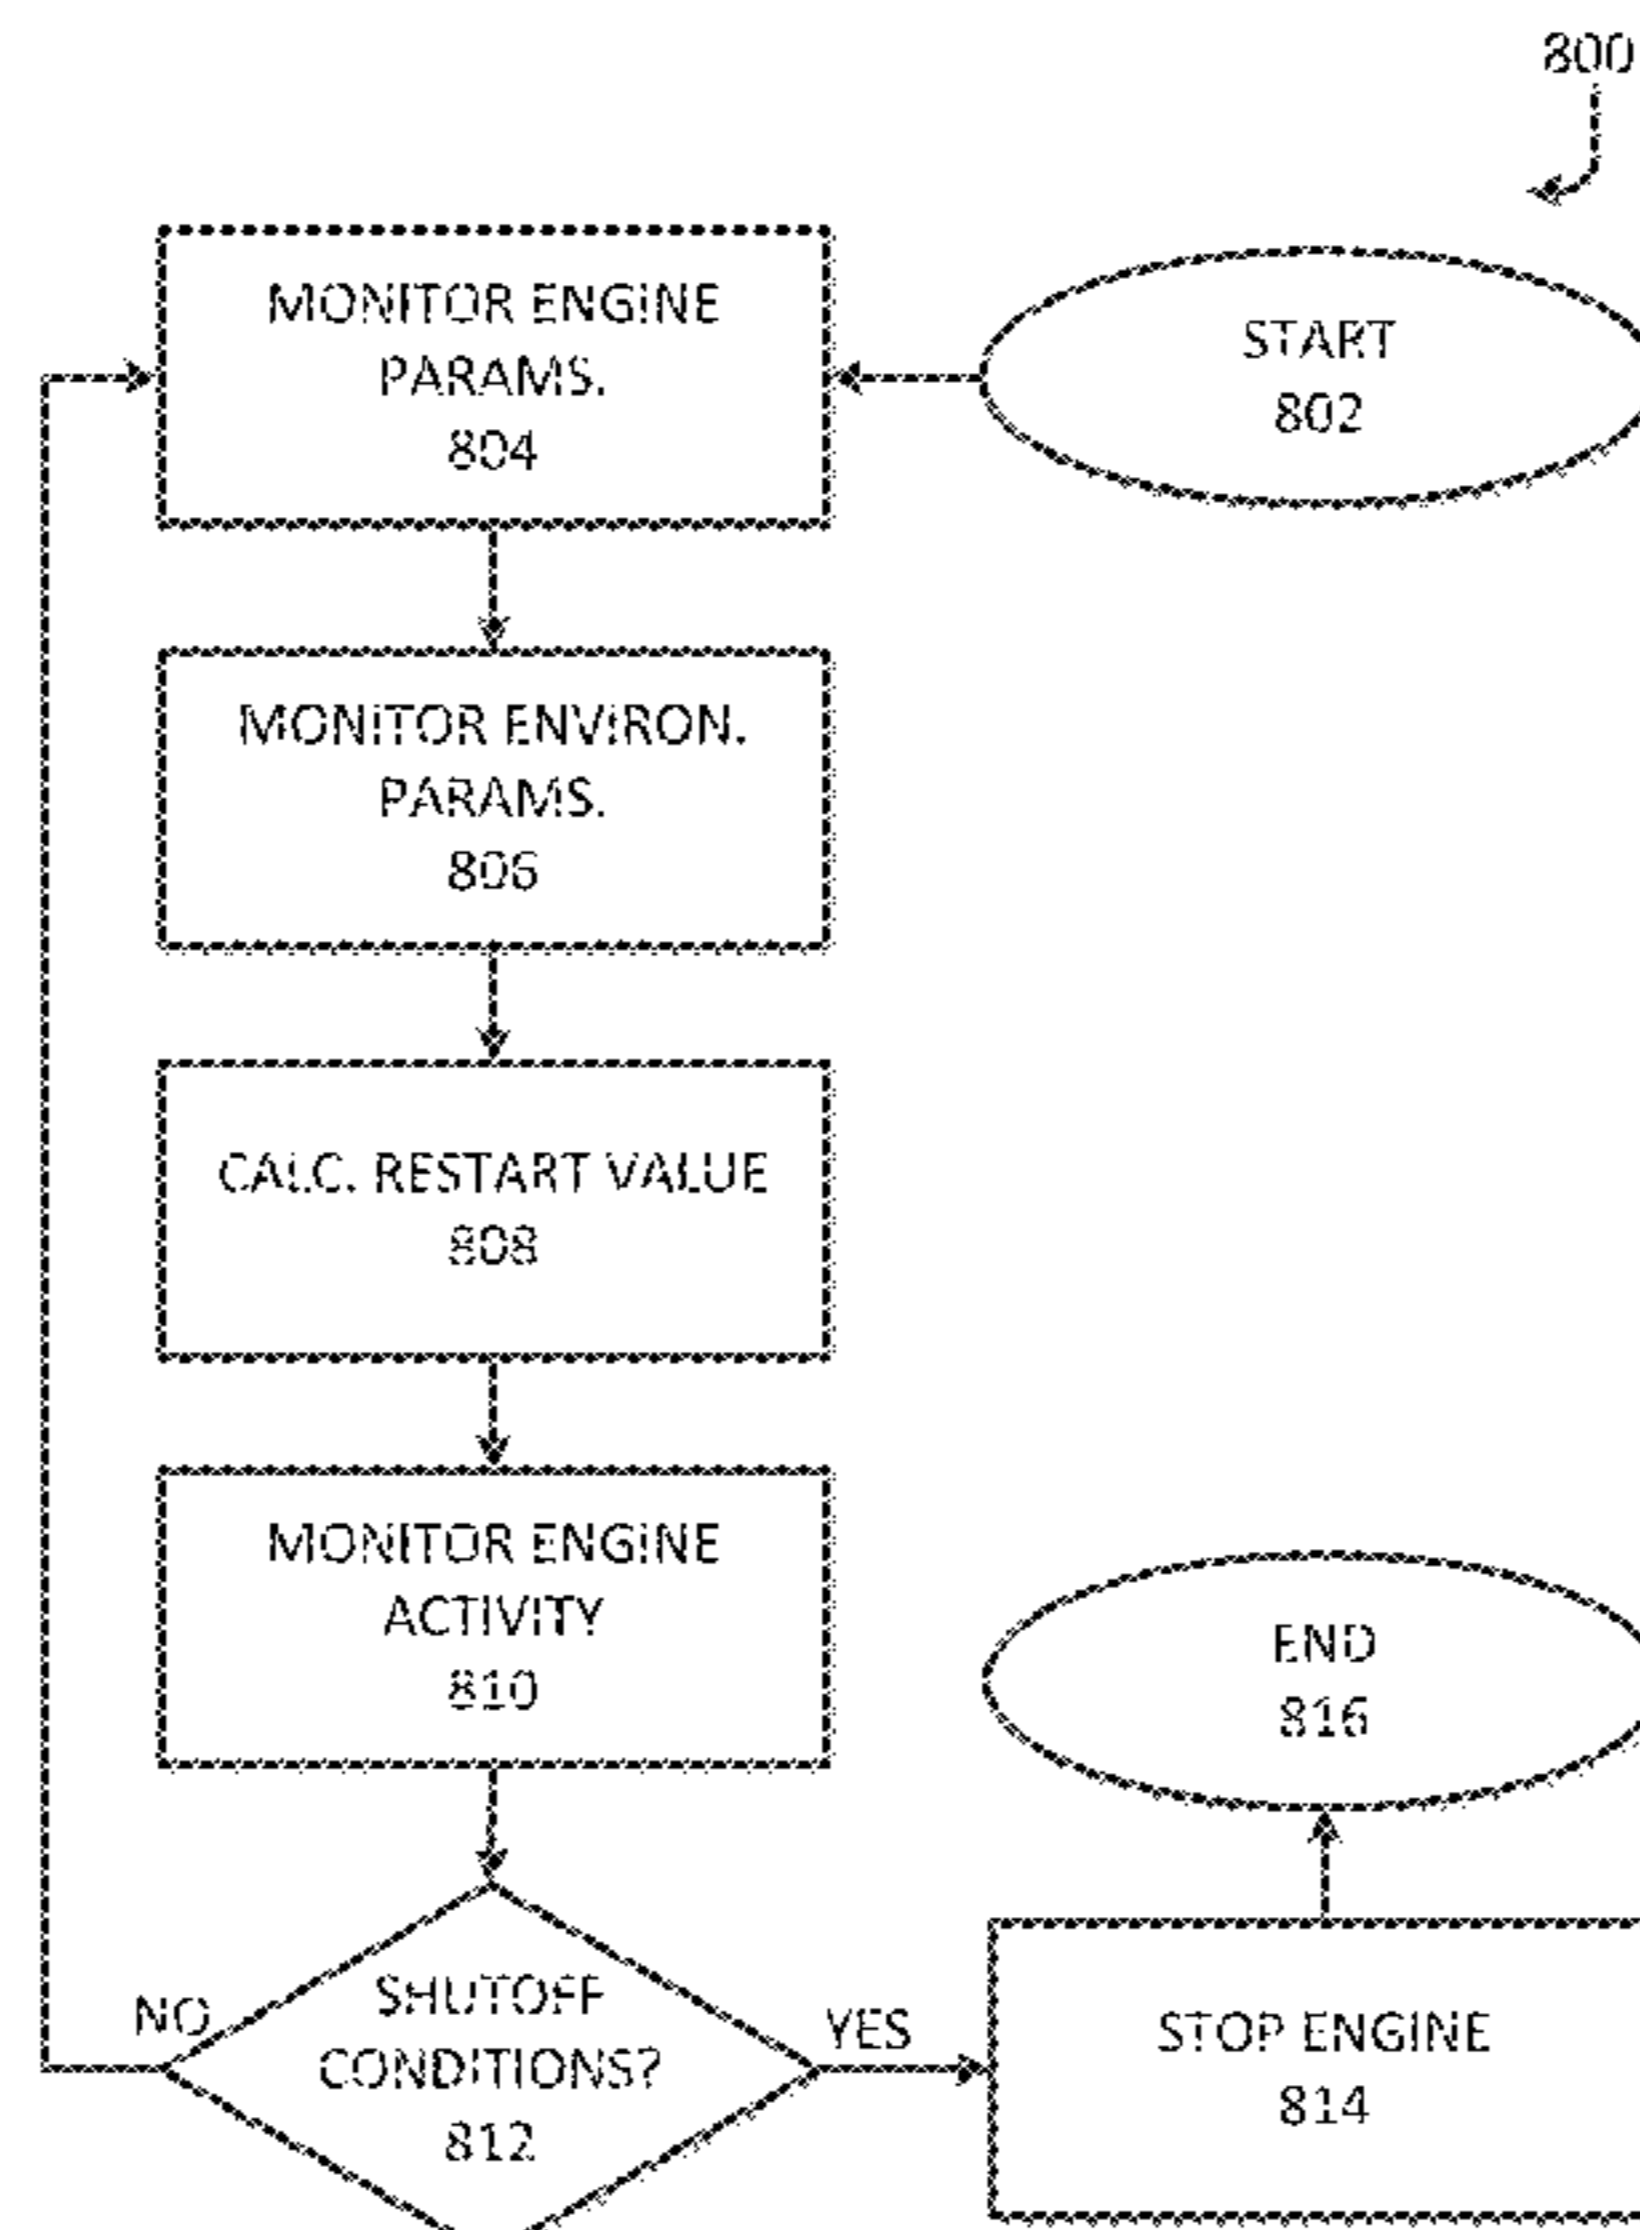 800
START
802
MONITOR ENGINE
PARAMS.
804
MONITOR ENVIRON.
PARAMS.
806
CALC. RESTART VALUE
808
MONITOR ENGINE
ACTIVITY
810
SHUTOFF
CONDITIONS?
812
NO
YES
STOP ENGINE
814
END
816